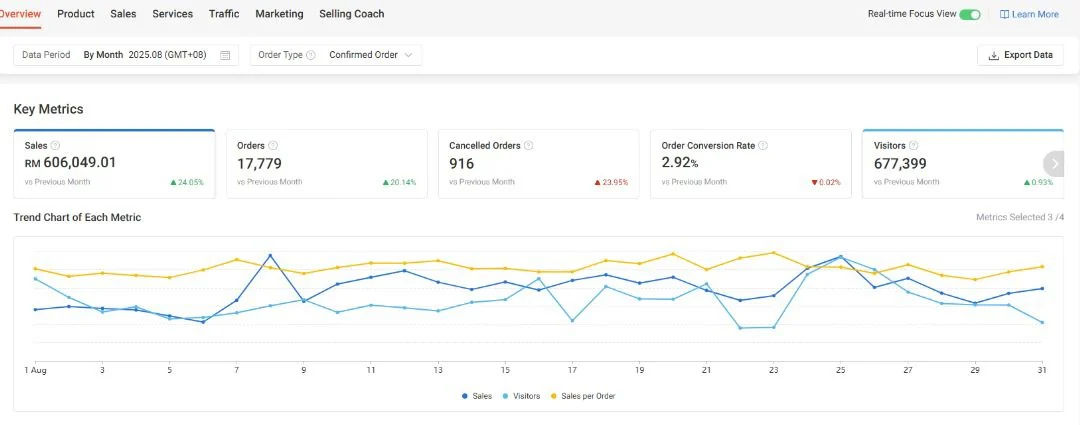 Overview Product Sales Services Traffic Marketing Selling Coach Real-time Focus View Learn More
Data Period By Month 2025.08 (GMT+08) Order Type Confirmed Order Export Data
Key Metrics
Sales Orders Cancelled Orders Order Conversion Rate Visitors
RM 606,049.01 17,779 916 2.92% 677,399
vs Previous Month ▲24.05% vs Previous Month ▲20.14% vs Previous Month ▲23.95% vs Previous Month ▼0.02% vs Previous Month ▲0.93%
Trend Chart of Each Metric Metrics Selected 3 /4
1 Aug 3 5 7 9 11 13 15 17 19 21 23 25 27 29 31
Sales Visitors Sales per Order